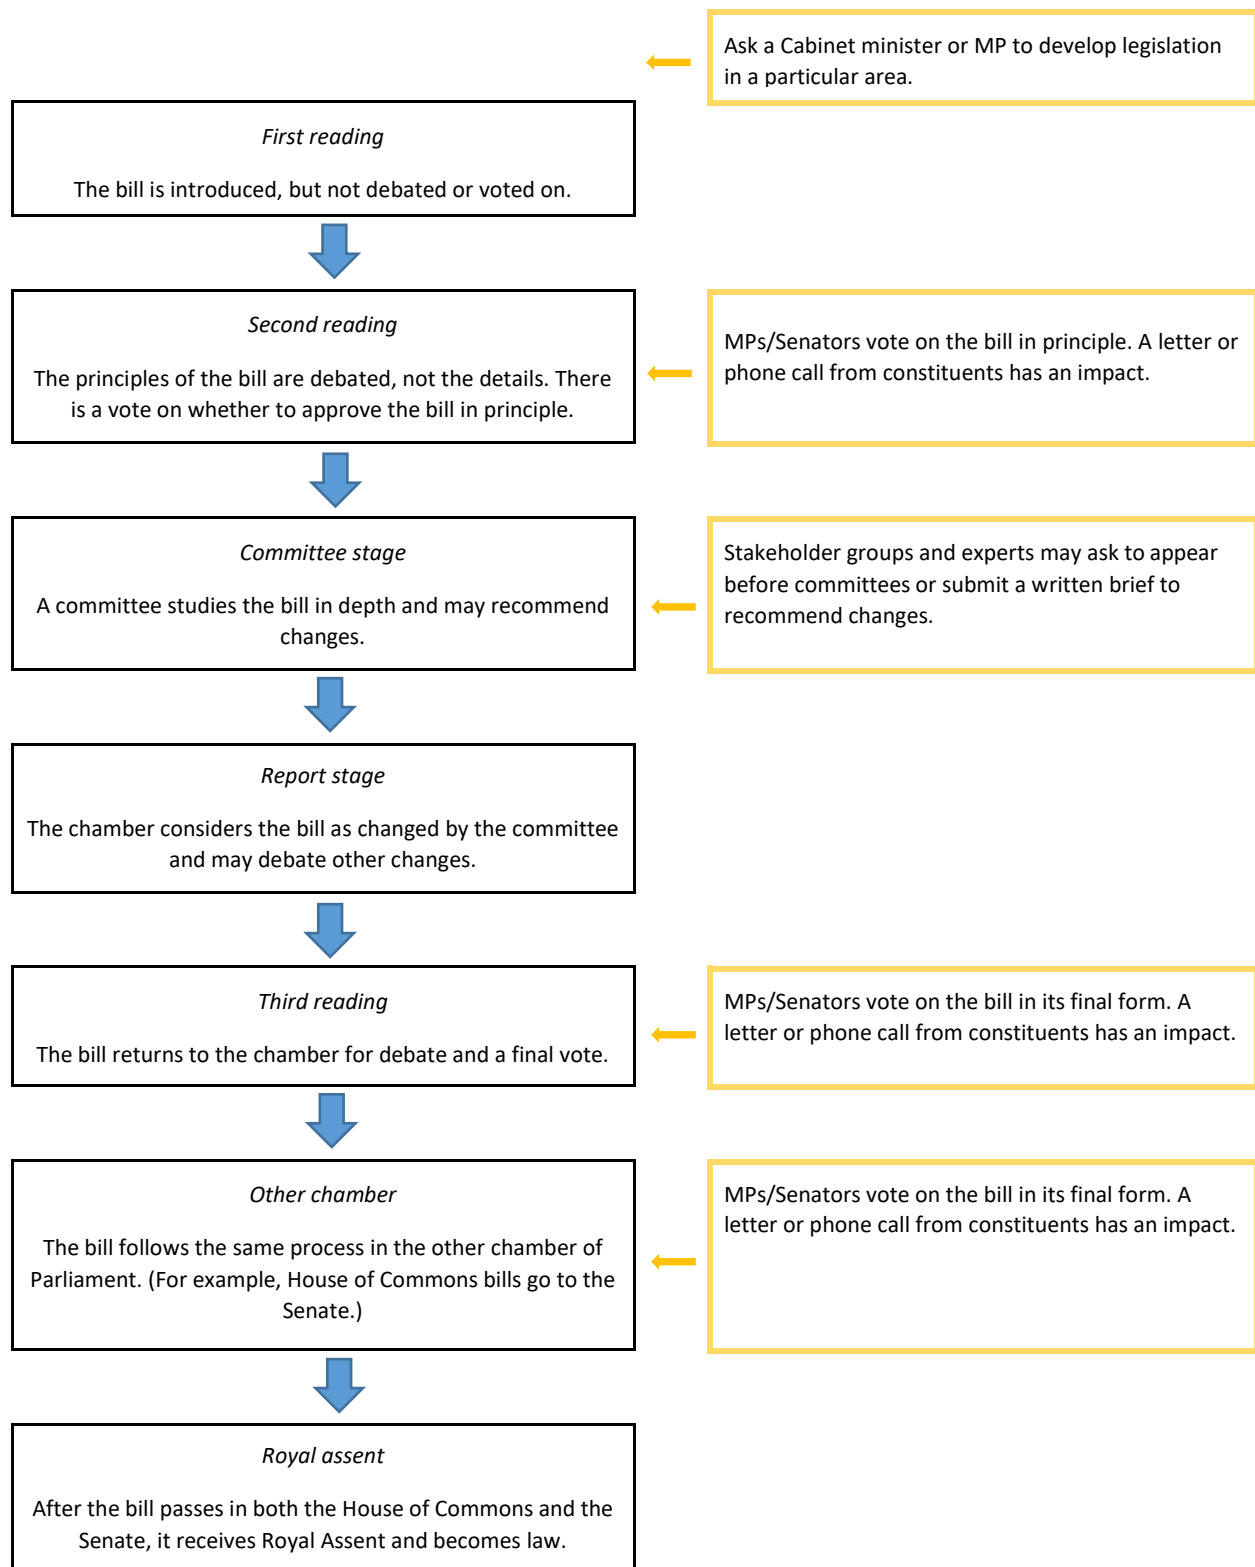 Ask a Cabinet minister or MP to develop legislation
in a particular area.
First reading
The bill is introduced, but not debated or voted on.
Second reading
The principles of the bill are debated, not the details. There
is a vote on whether to approve the bill in principle.
MPs/Senators vote on the bill in principle. A letter or
phone call from constituents has an impact.
Committee stage
A committee studies the bill in depth and may recommend
changes.
Stakeholder groups and experts may ask to appear
before committees or submit a written brief to
recommend changes.
Report stage
The chamber considers the bill as changed by the committee
and may debate other changes.
Third reading
The bill returns to the chamber for debate and a final vote.
MPs/Senators vote on the bill in its final form. A
letter or phone call from constituents has an impact.
Other chamber
The bill follows the same process in the other chamber of
Parliament. (For example, House of Commons bills go to the
Senate.)
MPs/Senators vote on the bill in its final form. A
letter or phone call from constituents has an impact.
Royal assent
After the bill passes in both the House of Commons and the
Senate, it receives Royal Assent and becomes law.